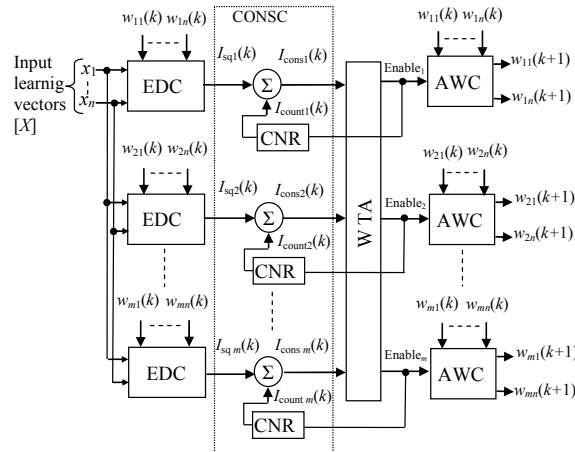 CONSC
w11(k) w1n(k)
w11(k) w1n(k)
Input learnig vectors [X]
x1
xn
EDC
Isq1(k)
Σ
Icons1(k)
Icount1(k)
CNR
Enable1
AWC
w11(k+1)
w1n(k+1)
w21(k) w2n(k)
w21(k) w2n(k)
EDC
Isq2(k)
Σ
Icons2(k)
Icount2(k)
CNR
WTA
Enable2
AWC
w21(k+1)
w2n(k+1)
wm1(k) wmn(k)
wm1(k) wmn(k)
EDC
Isq m(k)
Σ
Icons m(k)
Icount m(k)
CNR
Enablem
AWC
wm1(k+1)
wmn(k+1)